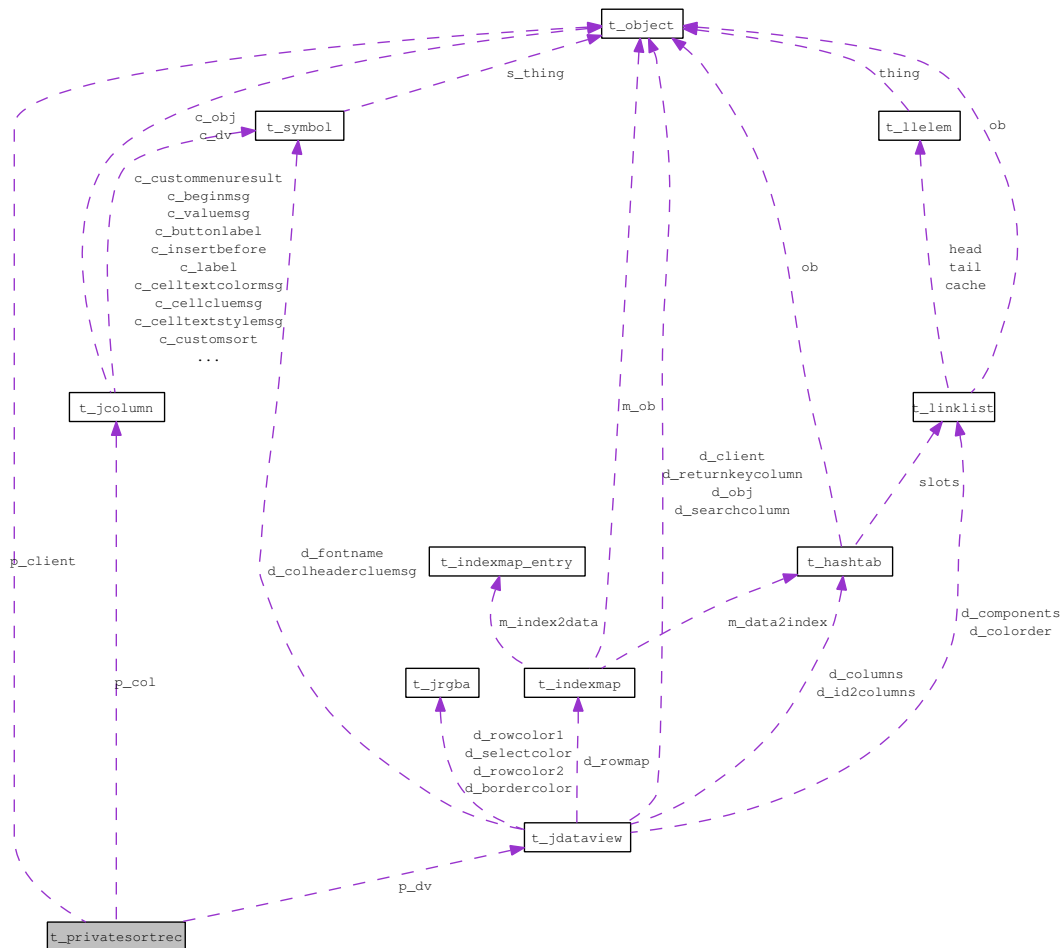 t_object
s_thing
thing
c_obj
c_dv
t_symbol
t_llelem
ob
c_custommenuresult
c_beginmsg
c_valuemsg
c_buttonlabel
c_insertbefore
c_label
c_celltextcolormsg
c_cellcluemsg
c_celltextstylemsg
c_customsort
...
ob
head
tail
cache
t_jcolumn
m_ob
t_linklist
d_client
d_returnkeycolumn
d_obj
d_searchcolumn
slots
p_client
d_fontname
d_colheadercluemsg
t_indexmap_entry
t_hashtab
m_index2data
m_data2index
d_components
d_colorder
p_col
t_jrgba
t_indexmap
d_columns
d_id2columns
d_rowcolor1
d_selectcolor
d_rowcolor2
d_bordercolor
d_rowmap
t_jdataview
p_dv
t_privatesortrec